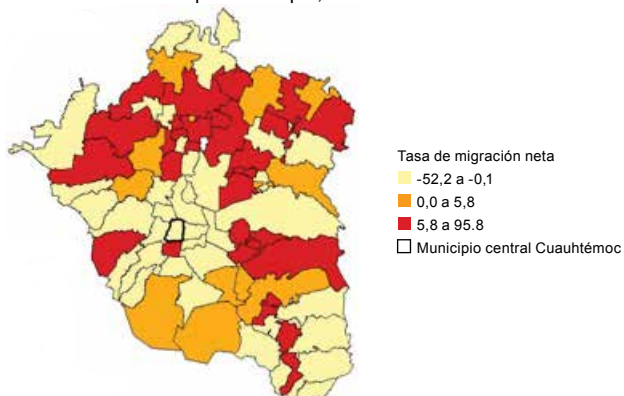 Tasa de migración neta
-52,2 a -0,1
0,0 a 5,8
5,8 a 95.8
Municipio central Cuauhtémoc